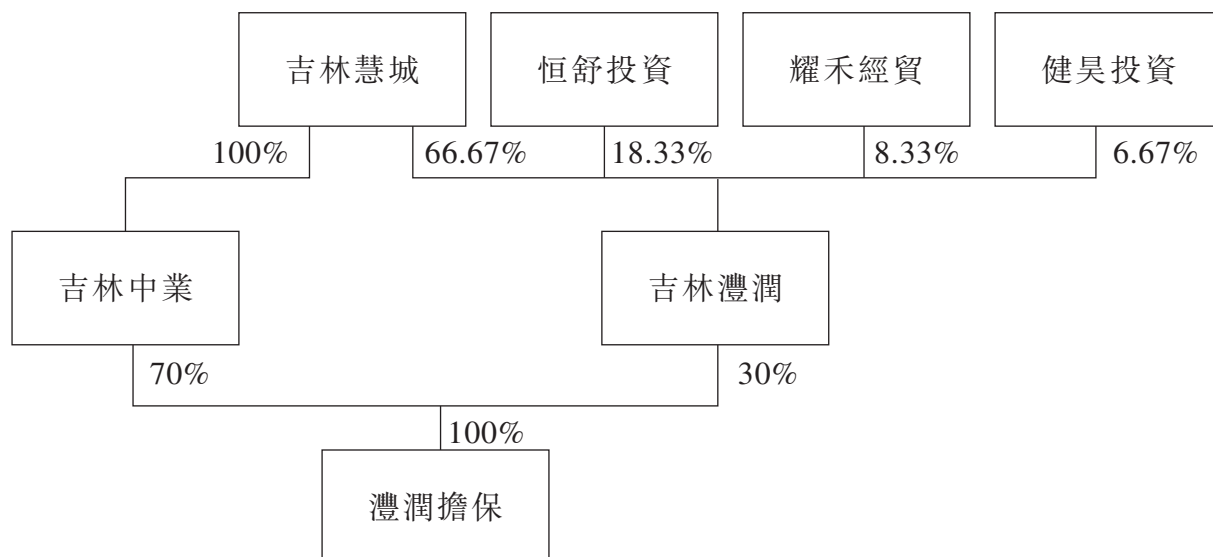 吉林慧城
恒舒投資
耀禾經貿
健昊投資
100%
66.67%
18.33%
8.33%
6.67%
吉林中業
吉林灃潤
70%
30%
100%
灃潤擔保